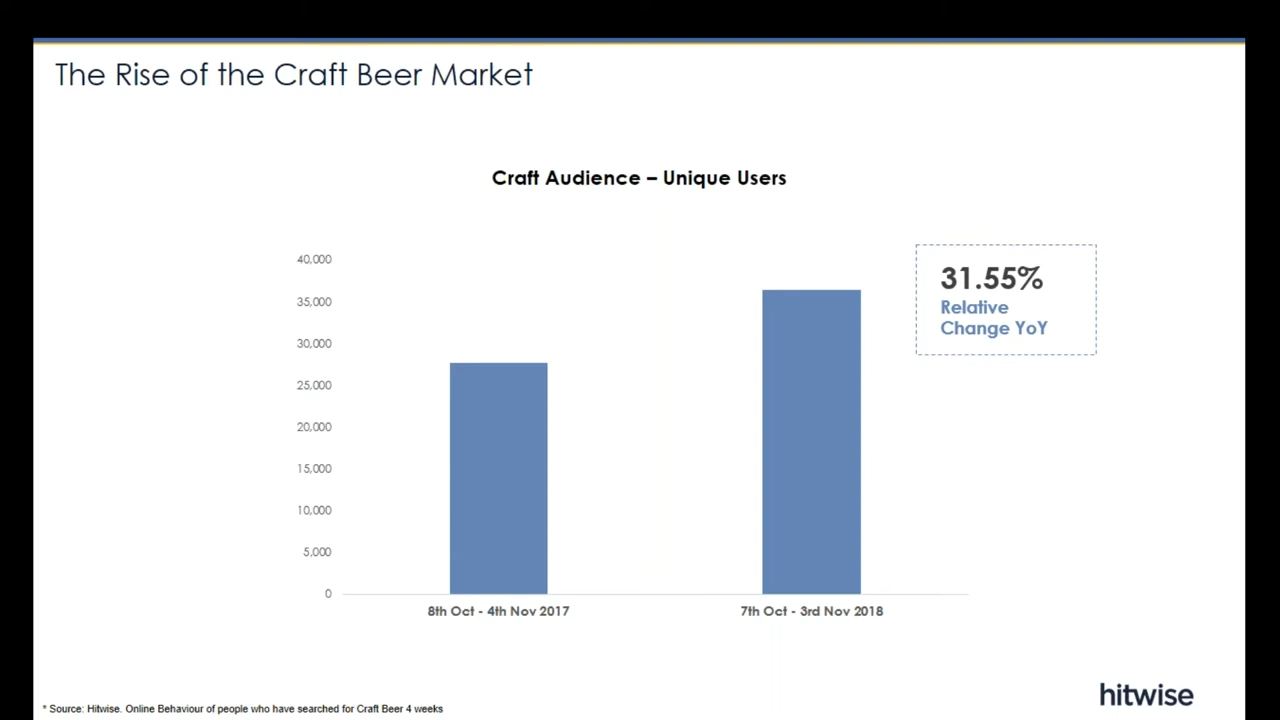 The Rise of the Craft Beer Market
Craft Audience – Unique Users
40,000
35,000
30,000
25,000
20,000
15,000
10,000
5,000
0
31.55%
Relative
Change YoY
8th Oct - 4th Nov 2017
7th Oct - 3rd Nov 2018
* Source: Hitwise. Online Behaviour of people who have searched for Craft Beer 4 weeks
hitwise